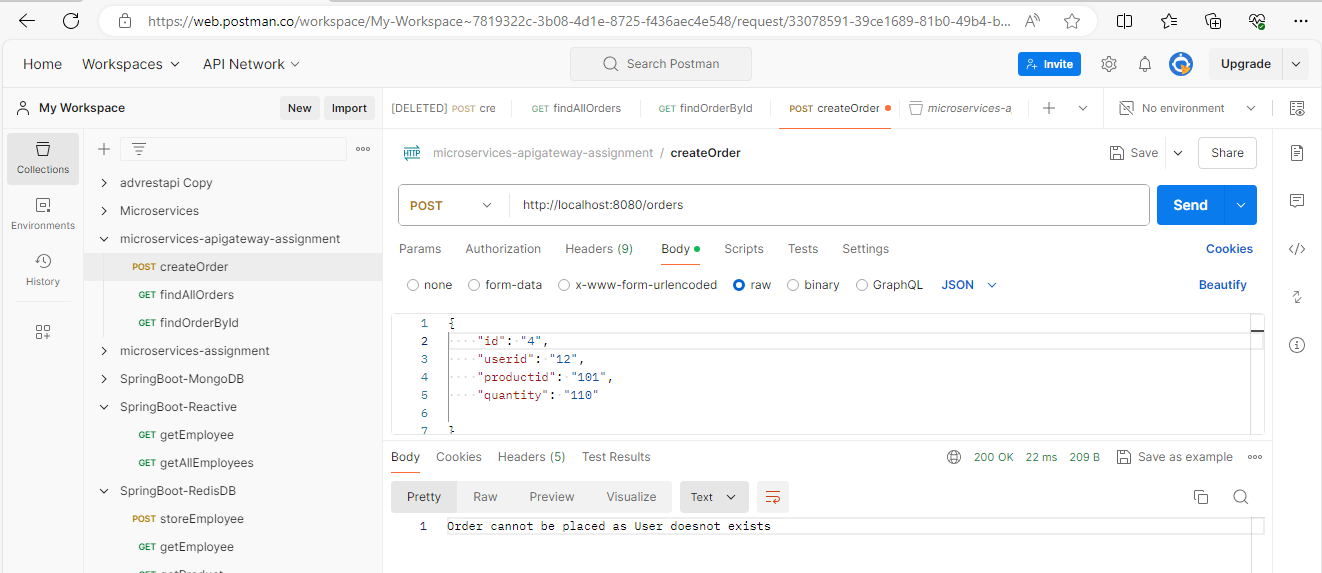 https://web.postman.co/workspace/My-Workspace~7819322c-3b08-4d1e-8725-f436aec4e548/request/33078591-39ce1689-81b0-49b4-b...
Home Workspaces API Network Search Postman Invite Upgrade
My Workspace New Import
[DELETED] POST cre GET findAllOrders GET findOrderById POST createOrder microservices-a No environment
Collections
Environments
History
advrestapi Copy
Microservices
microservices-apigateway-assignment
POST createOrder
GET findAllOrders
GET findOrderById
microservices-assignment
SpringBoot-MongoDB
SpringBoot-Reactive
GET getEmployee
GET getAllEmployees
SpringBoot-RedisDB
POST storeEmployee
GET getEmployee
getProduct
HTTP microservices-apigateway-assignment / createOrder Save Share
POST http://localhost:8080/orders Send
Params Authorization Headers (9) Body Scripts Tests Settings Cookies
none form-data x-www-form-urlencoded raw binary GraphQL JSON Beautify
1 {
2 "id": "4",
3 "userid": "12",
4 "productid": "101",
5 "quantity": "110"
6
7 }
Body Cookies Headers (5) Test Results 200 OK 22 ms 209 B Save as example
Pretty Raw Preview Visualize Text
1 Order cannot be placed as User doesnot exists